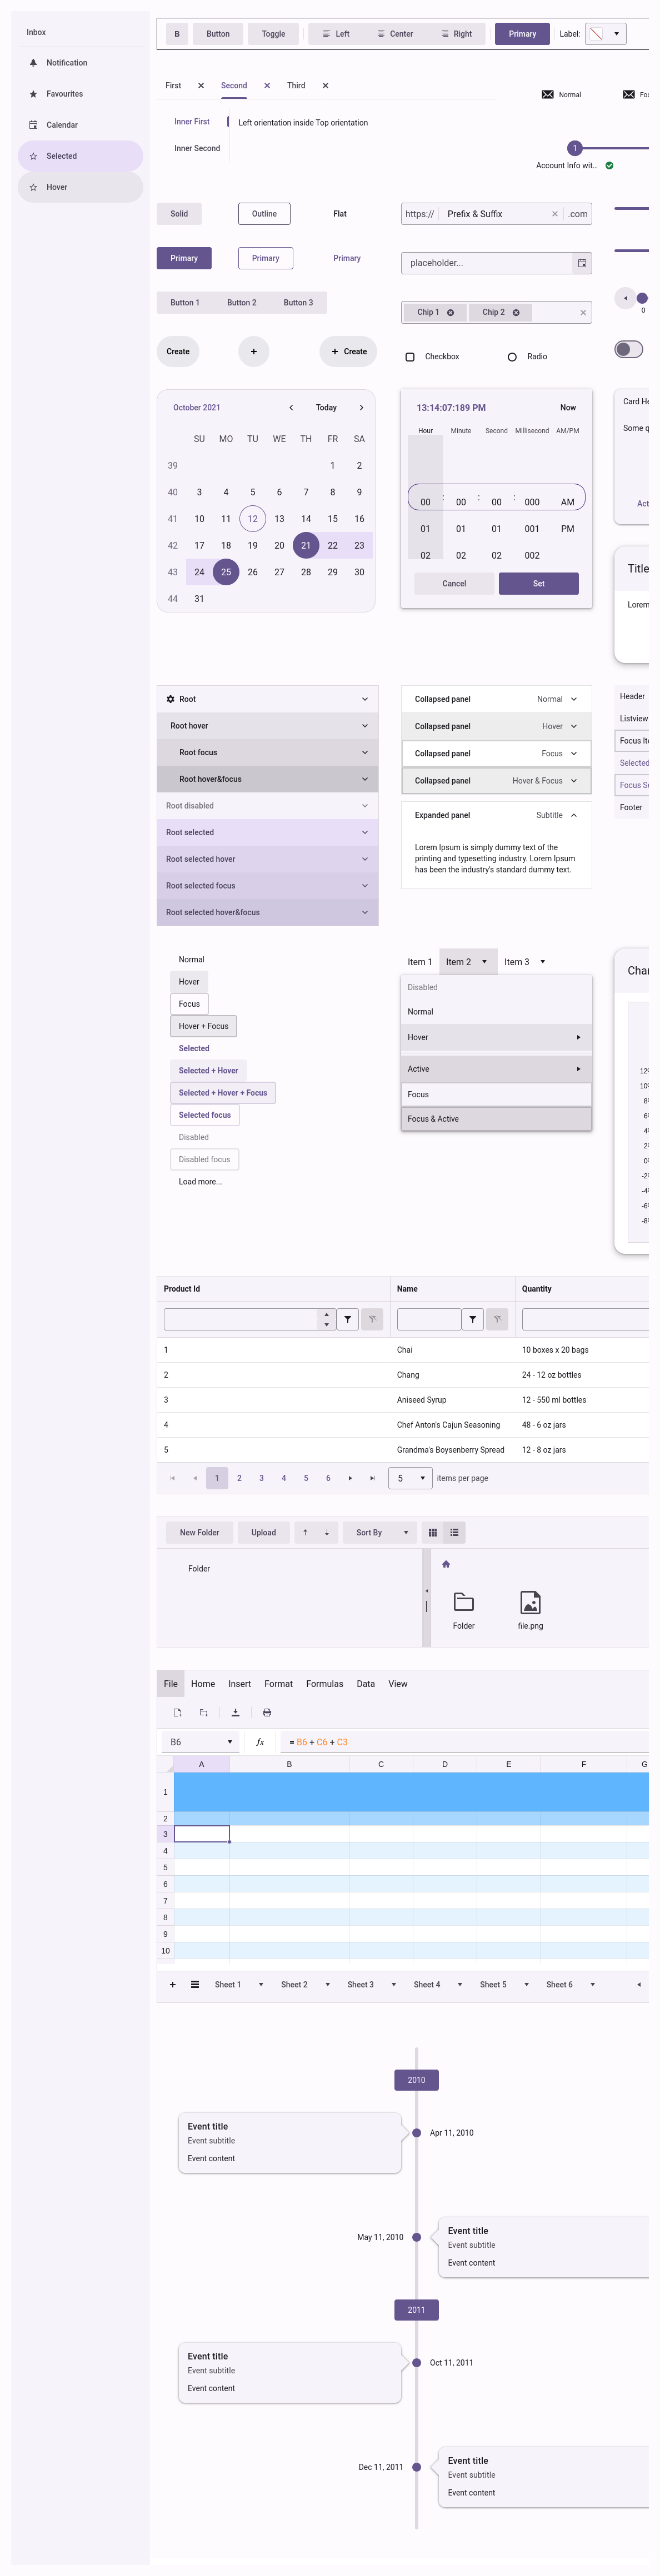 Inbox
Notification
Favourites
Calendar
Selected
Hover
B Button Toggle Left Center Right Primary Label:
First Second Third
Normal
Inner First
Inner Second
Left orientation inside Top orientation
1
Account Info wit...
Solid Outline Flat
https:// Prefix & Suffix .com
Primary Primary Primary
placeholder...
Button 1 Button 2 Button 3
Chip 1 Chip 2
0
Create + + Create
Checkbox Radio
October 2021 Today
SU MO TU WE TH FR SA
39 1 2
40 3 4 5 6 7 8 9
41 10 11 12 13 14 15 16
42 17 18 19 20 21 22 23
43 24 25 26 27 28 29 30
44 31
13:14:07:189 PM Now
Hour Minute Second Millisecond AM/PM
00 : 00 : 00 : 000 AM
01 01 01 001 PM
02 02 02 002
Cancel Set
Card He
Some q
Act
Title
Lorem
Root
Root hover
Root focus
Root hover&focus
Root disabled
Root selected
Root selected hover
Root selected focus
Root selected hover&focus
Collapsed panel Normal
Collapsed panel Hover
Collapsed panel Focus
Collapsed panel Hover & Focus
Expanded panel Subtitle
Lorem Ipsum is simply dummy text of the
printing and typesetting industry. Lorem Ipsum
has been the industry's standard dummy text.
Header
Listview
Focus Ite
Selected
Focus Se
Footer
Normal
Hover
Focus
Hover + Focus
Selected
Selected + Hover
Selected + Hover + Focus
Selected focus
Disabled
Disabled focus
Load more...
Item 1 Item 2 Item 3
Disabled
Normal
Hover
Active
Focus
Focus & Active
Char
Product Id Name Quantity
1 Chai 10 boxes x 20 bags
2 Chang 24 - 12 oz bottles
3 Aniseed Syrup 12 - 550 ml bottles
4 Chef Anton's Cajun Seasoning 48 - 6 oz jars
5 Grandma's Boysenberry Spread 12 - 8 oz jars
1 2 3 4 5 6 5 items per page
New Folder Upload Sort By
Folder
Folder file.png
File Home Insert Format Formulas Data View
B6 fx = B6 + C6 + C3
A B C D E F G
1
2
3
4
5
6
7
8
9
10
+ Sheet 1 Sheet 2 Sheet 3 Sheet 4 Sheet 5 Sheet 6
2010
Event title
Event subtitle
Event content
Apr 11, 2010
May 11, 2010
Event title
Event subtitle
Event content
2011
Event title
Event subtitle
Event content
Oct 11, 2011
Dec 11, 2011
Event title
Event subtitle
Event content